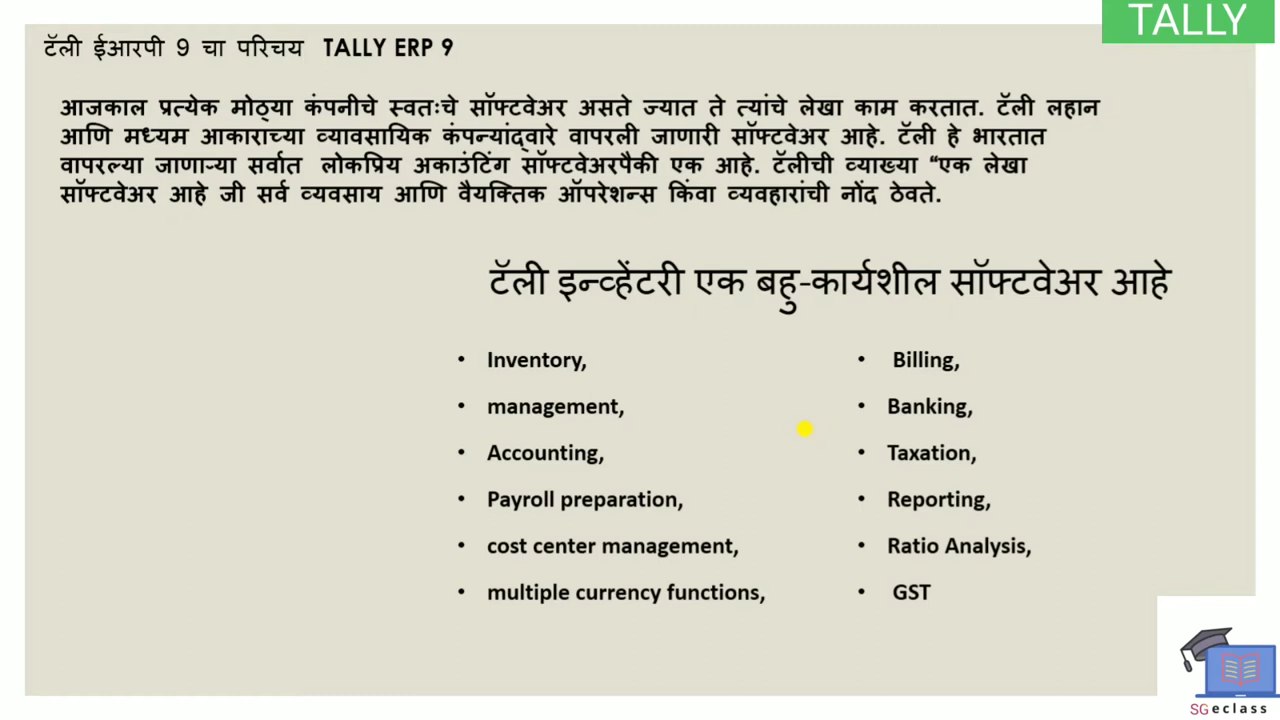 TALLY
टॅली ईआरपी 9 चा परिचय TALLY ERP 9
आजकाल प्रत्येक मोठ्या कंपनीचे स्वतःचे सॉफ्टवेअर असते ज्यात ते त्यांचे लेखा काम करतात. टॅली लहान
आणि मध्यम आकाराच्या व्यावसायिक कंपन्यांद्वारे वापरली जाणारी सॉफ्टवेअर आहे. टॅली हे भारतात
वापरल्या जाणाऱ्या सर्वात लोकप्रिय अकाउंटिंग सॉफ्टवेअरपैकी एक आहे. टॅलीची व्याख्या “एक लेखा
सॉफ्टवेअर आहे जी सर्व व्यवसाय आणि वैयक्तिक ऑपरेशन्स किंवा व्यवहारांची नोंद ठेवते.
टॅली इन्व्हेंटरी एक बहु-कार्यशील सॉफ्टवेअर आहे
• Inventory,
• management,
• Accounting,
• Payroll preparation,
• cost center management,
• multiple currency functions,
• Billing,
• Banking,
• Taxation,
• Reporting,
• Ratio Analysis,
• GST
SGeclass